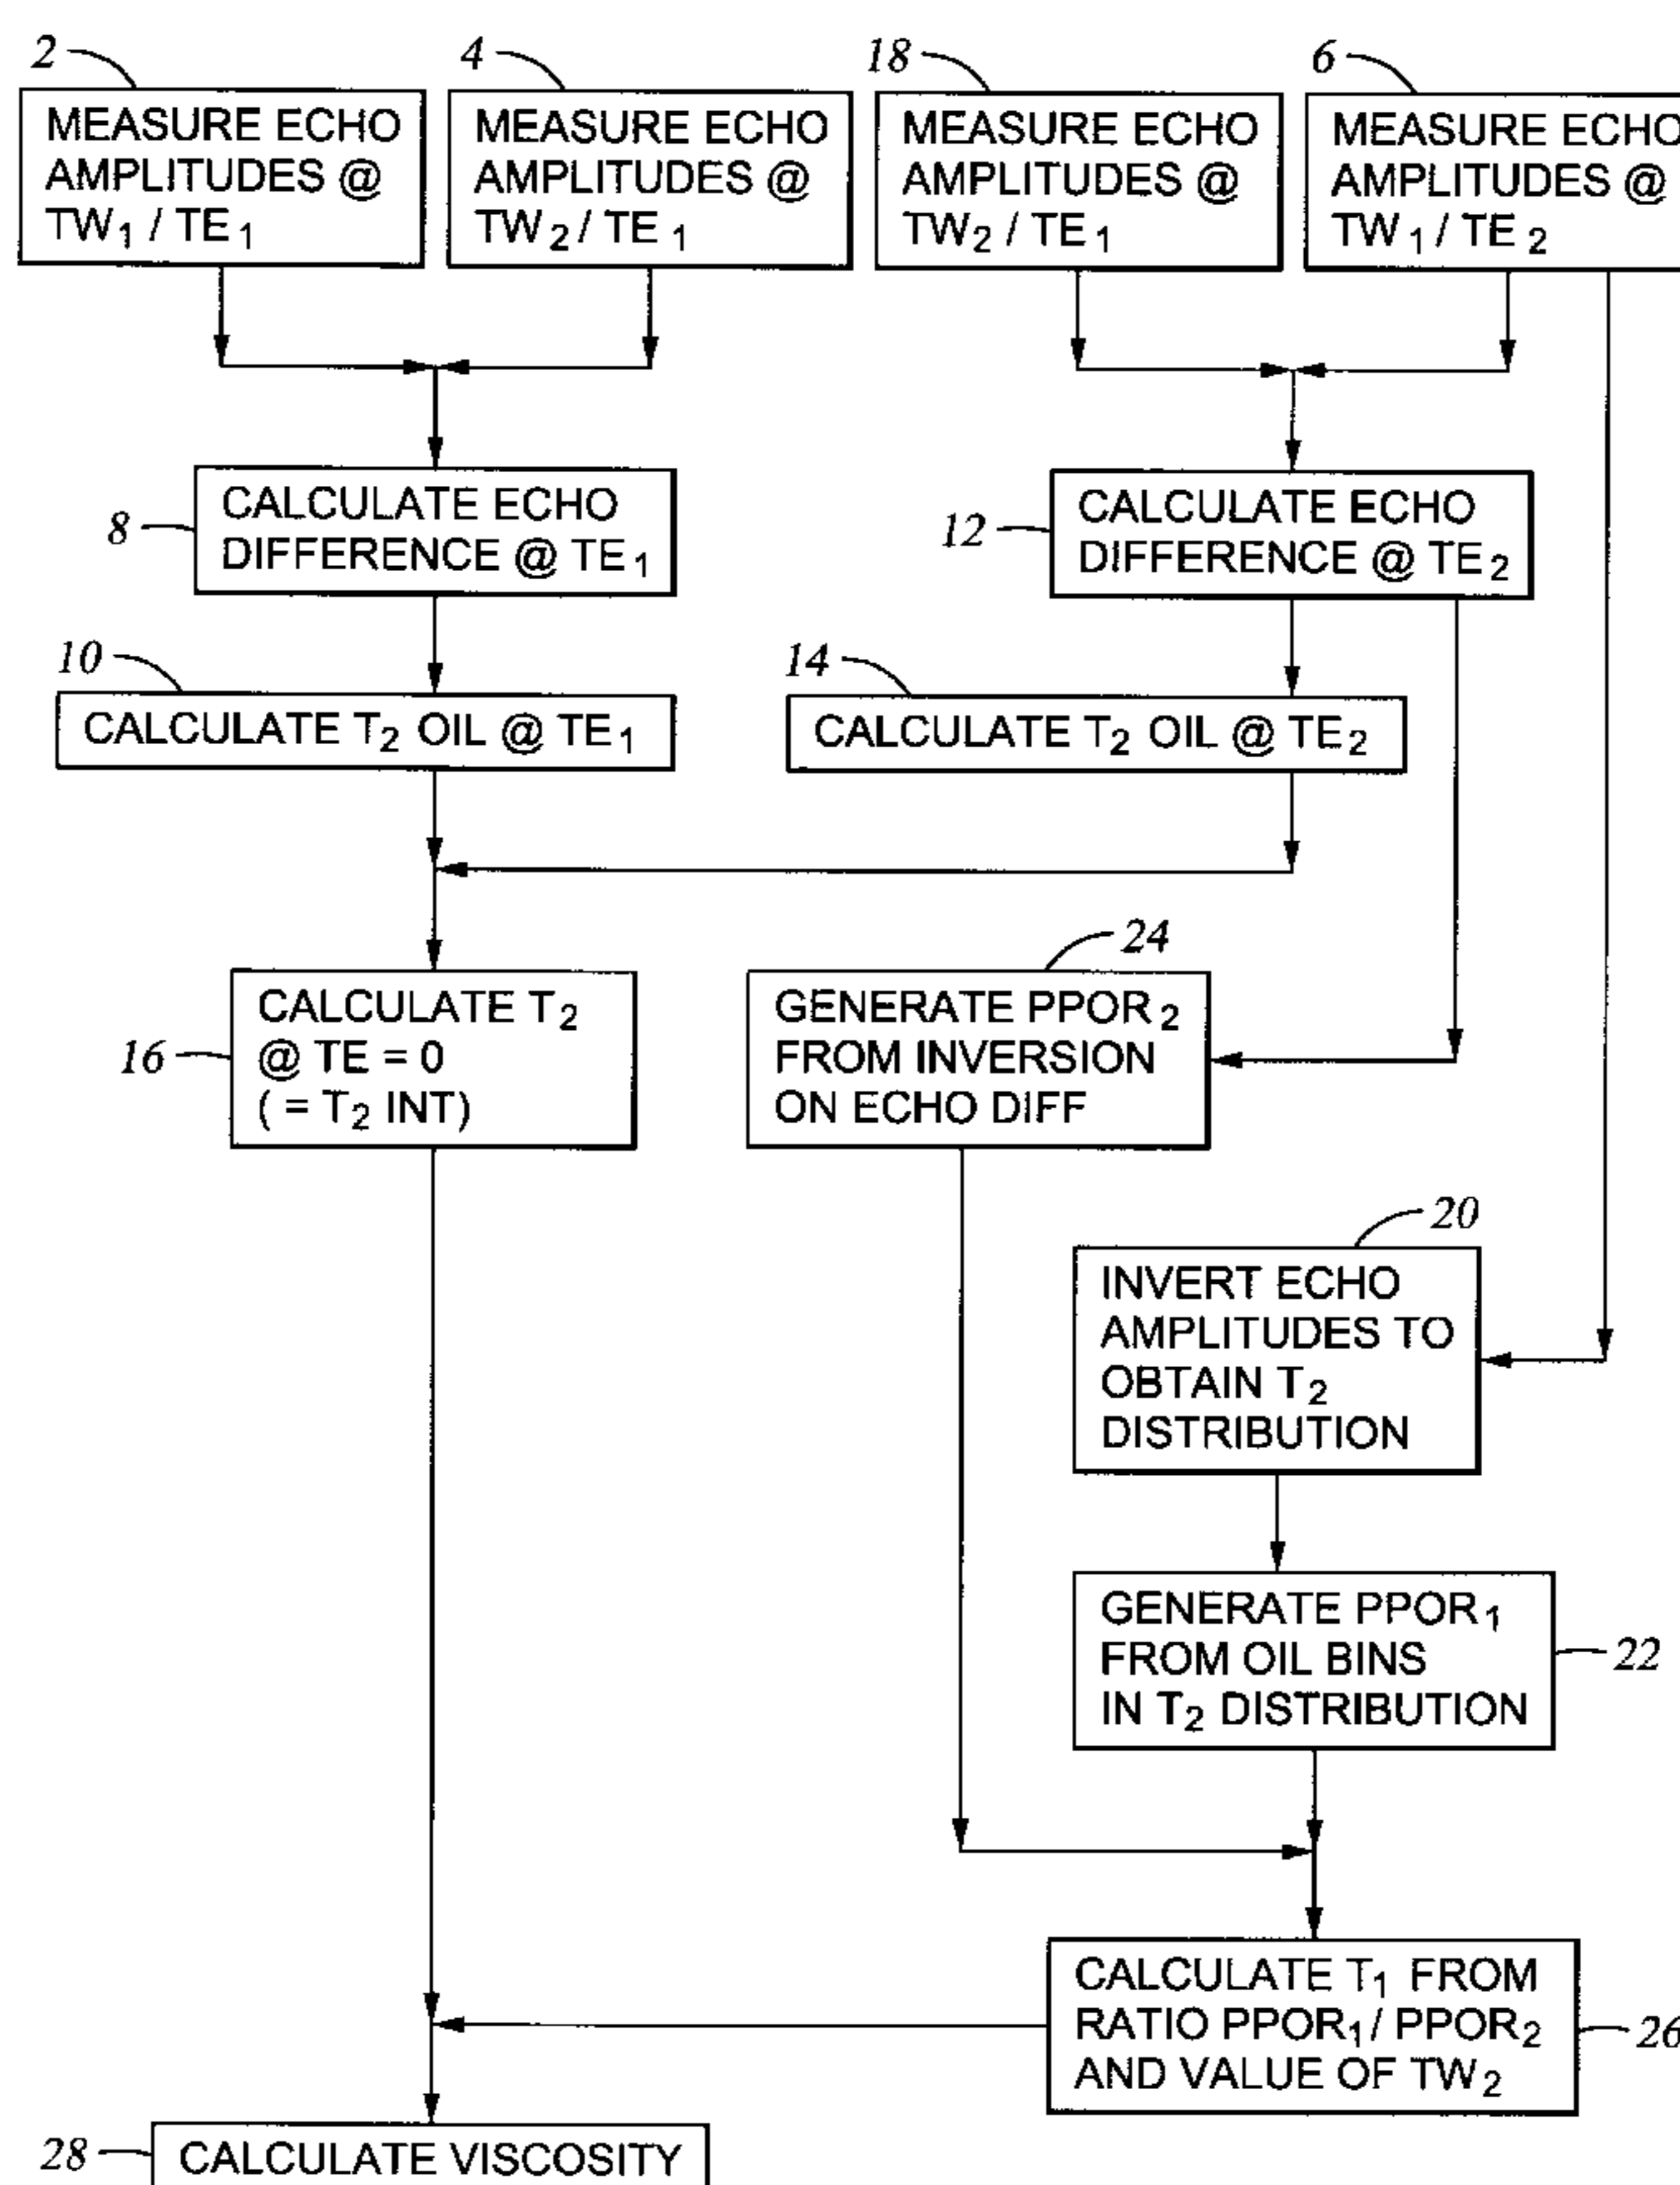 2
MEASURE ECHO
AMPLITUDES @
TW₁ / TE₁
4
MEASURE ECHO
AMPLITUDES @
TW₂ / TE₁
18
MEASURE ECHO
AMPLITUDES @
TW₂ / TE₁
6
MEASURE ECHO
AMPLITUDES @
TW₁ / TE₂
8
CALCULATE ECHO
DIFFERENCE @ TE₁
12
CALCULATE ECHO
DIFFERENCE @ TE₂
10
CALCULATE T₂ OIL @ TE₁
14
CALCULATE T₂ OIL @ TE₂
16
CALCULATE T₂
@ TE = 0
( = T₂ INT)
24
GENERATE PPOR₂
FROM INVERSION
ON ECHO DIFF
20
INVERT ECHO
AMPLITUDES TO
OBTAIN T₂
DISTRIBUTION
GENERATE PPOR₁
FROM OIL BINS
IN T₂ DISTRIBUTION
22
CALCULATE T₁ FROM
RATIO PPOR₁ / PPOR₂
AND VALUE OF TW₂
26
28
CALCULATE VISCOSITY